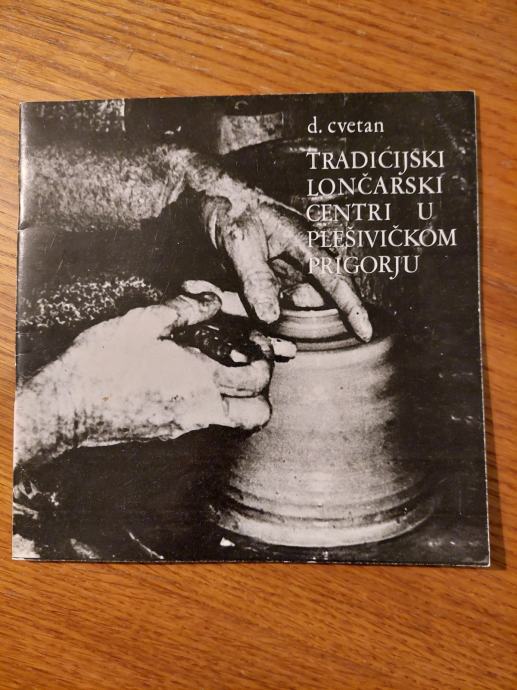 d. cvetan
TRADICIJSKI
LONČARSKI
CENTRI U
PLEŠIVIČKOM
PRIGORJU